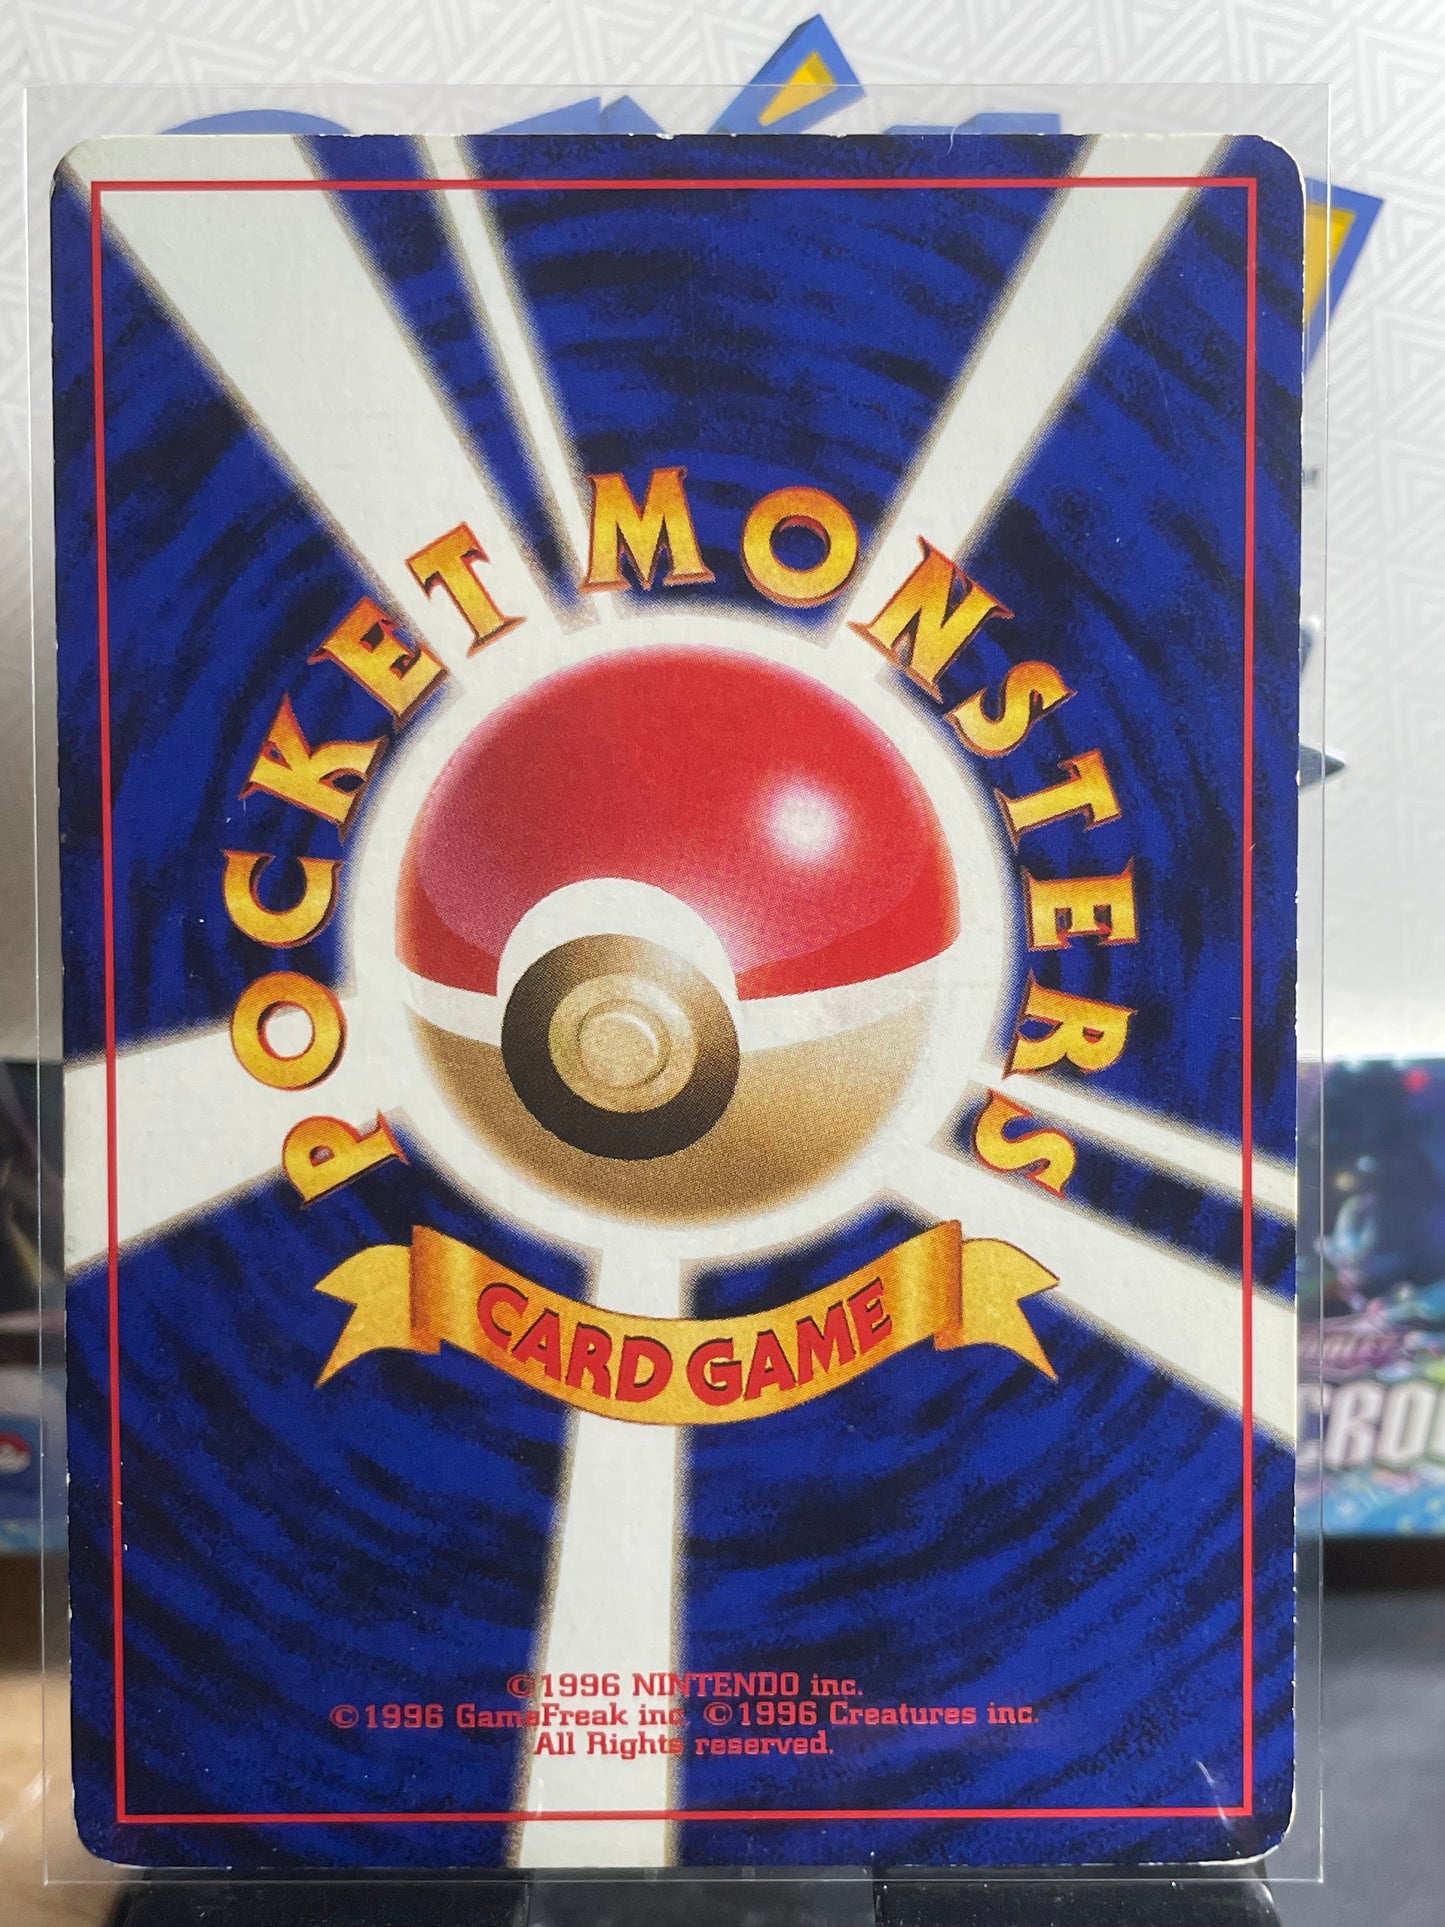 POCKET MONSTERS
CARD GAME
©1996 NINTENDO inc.
©1996 GameFreak inc. ©1996 Creatures inc.
All Rights reserved.